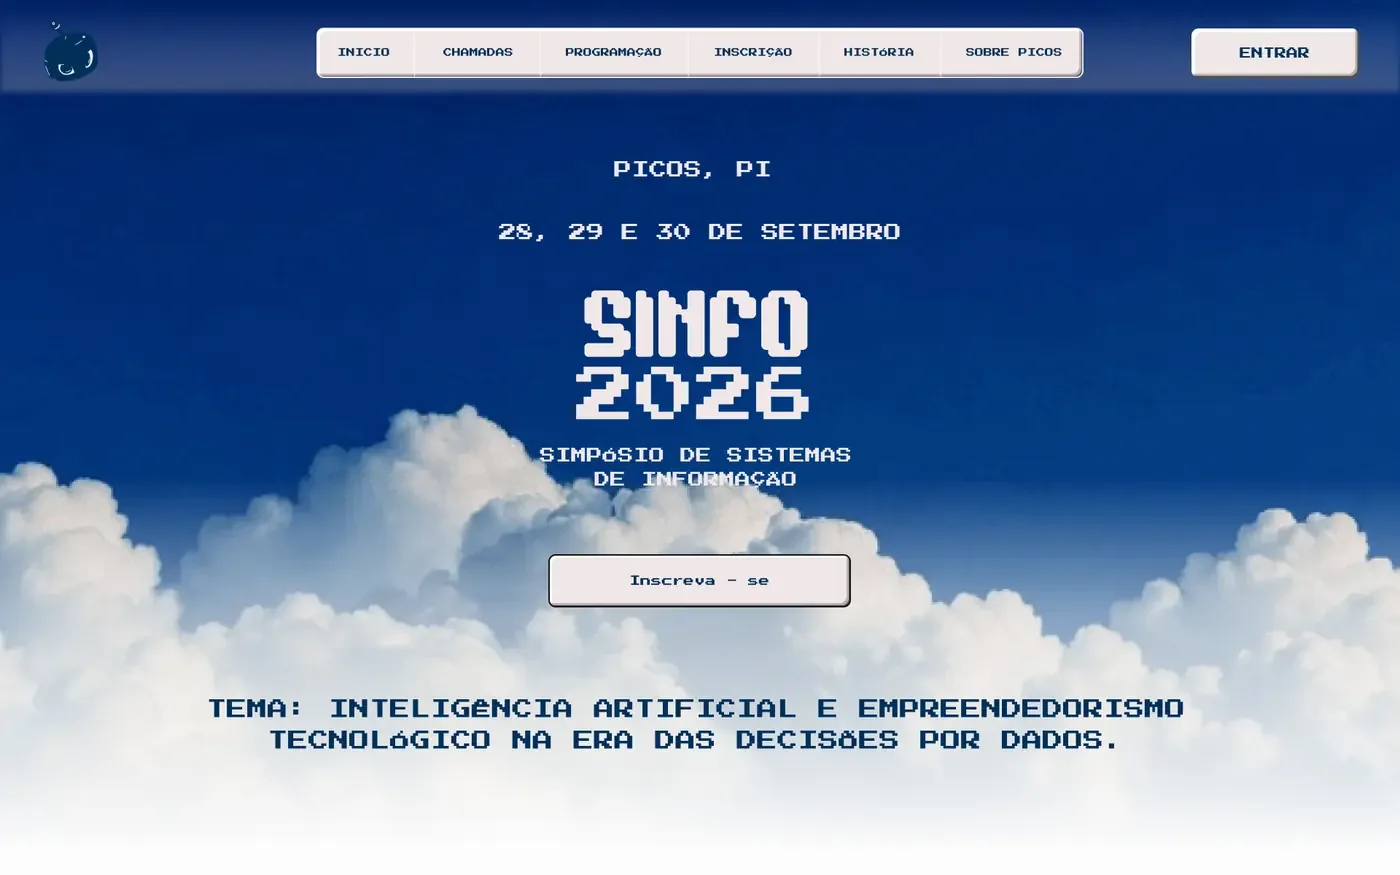 INICIO
CHAMADAS
PROGRAMAÇÃO
INSCRIÇÃO
HISTÓRIA
SOBRE PICOS
ENTRAR
PICOS, PI
28, 29 E 30 DE SETEMBRO
SINFO
2026
SIMPÓSIO DE SISTEMAS
DE INFORMAÇÃO
Inscreva - se
TEMA: INTELIGÊNCIA ARTIFICIAL E EMPREENDEDORISMO
TECNOLÓGICO NA ERA DAS DECISÕES POR DADOS.